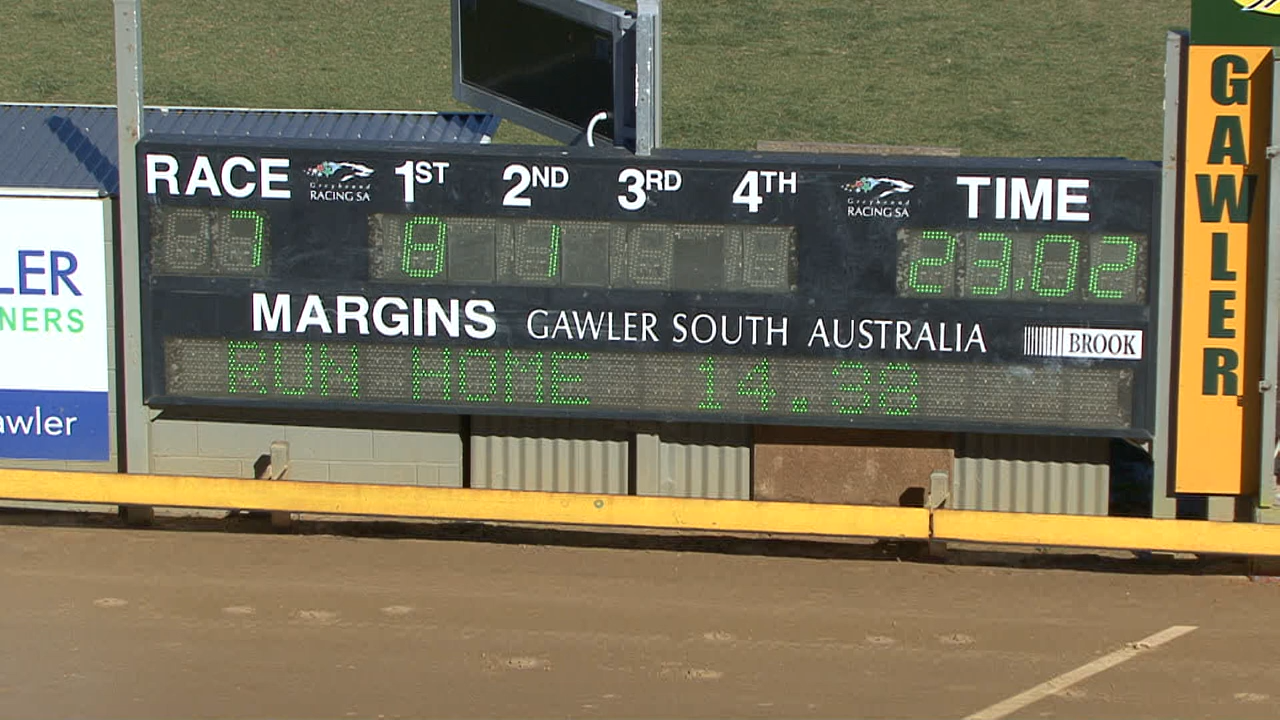 RACE Greyhound RACING SA 1ST 2ND 3RD 4TH Greyhound RACING SA TIME
7 8 1 23.02
MARGINS GAWLER SOUTH AUSTRALIA BROOK
RUN HOME 14.38
GAWLER
LER
NERS
awler